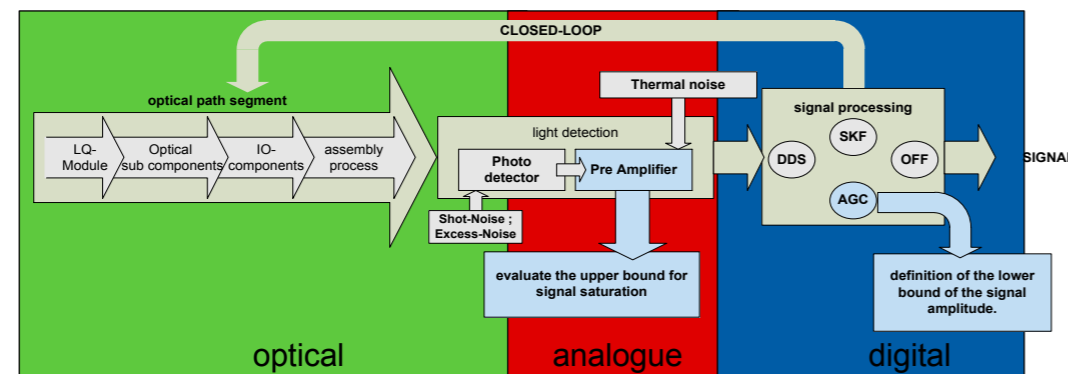 CLOSED-LOOP
optical path segment
LQ-
Module
Optical
sub components
IO-
components
assembly
process
light detection
Photo
detector
Pre Amplifier
Thermal noise
Shot-Noise ;
Excess-Noise
evaluate the upper bound for
signal saturation
signal processing
SKF
DDS
OFF
AGC
SIGNAL
definition of the lower
bound of the signal
amplitude.
optical
analogue
digital